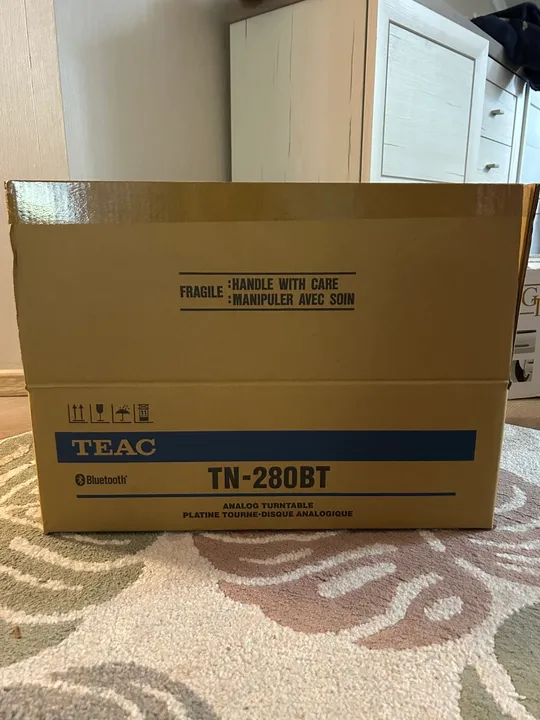 FRAGILE :HANDLE WITH CARE
:MANIPULER AVEC SOIN
TEAC
Bluetooth®
TN-280BT
ANALOG TURNTABLE
PLATINE TOURNE-DISQUE ANALOGIQUE